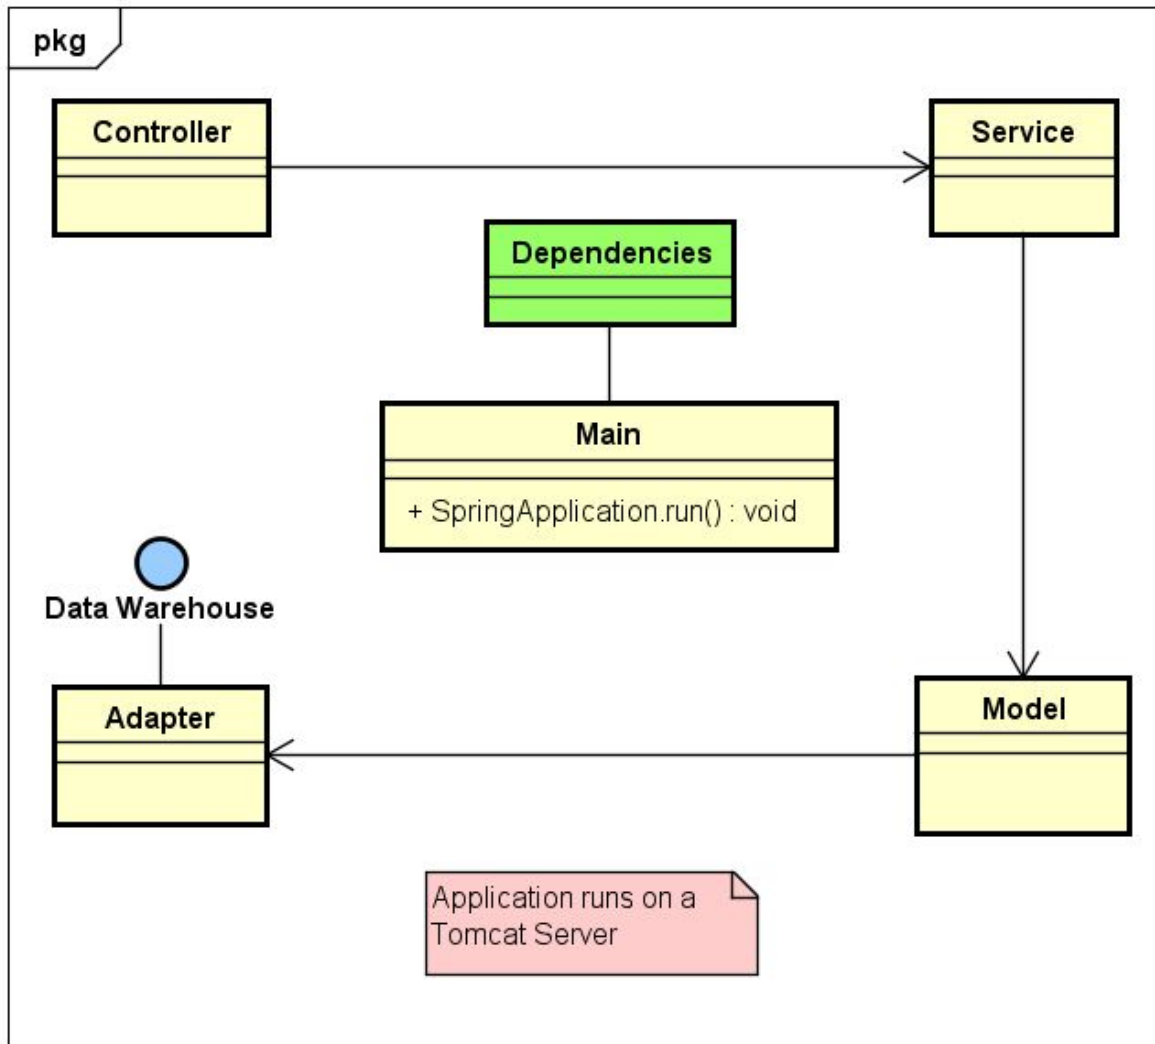 pkg
Controller
Service
Dependencies
Main
+ SpringApplication.run() : void
Data Warehouse
Adapter
Model
Application runs on a
Tomcat Server